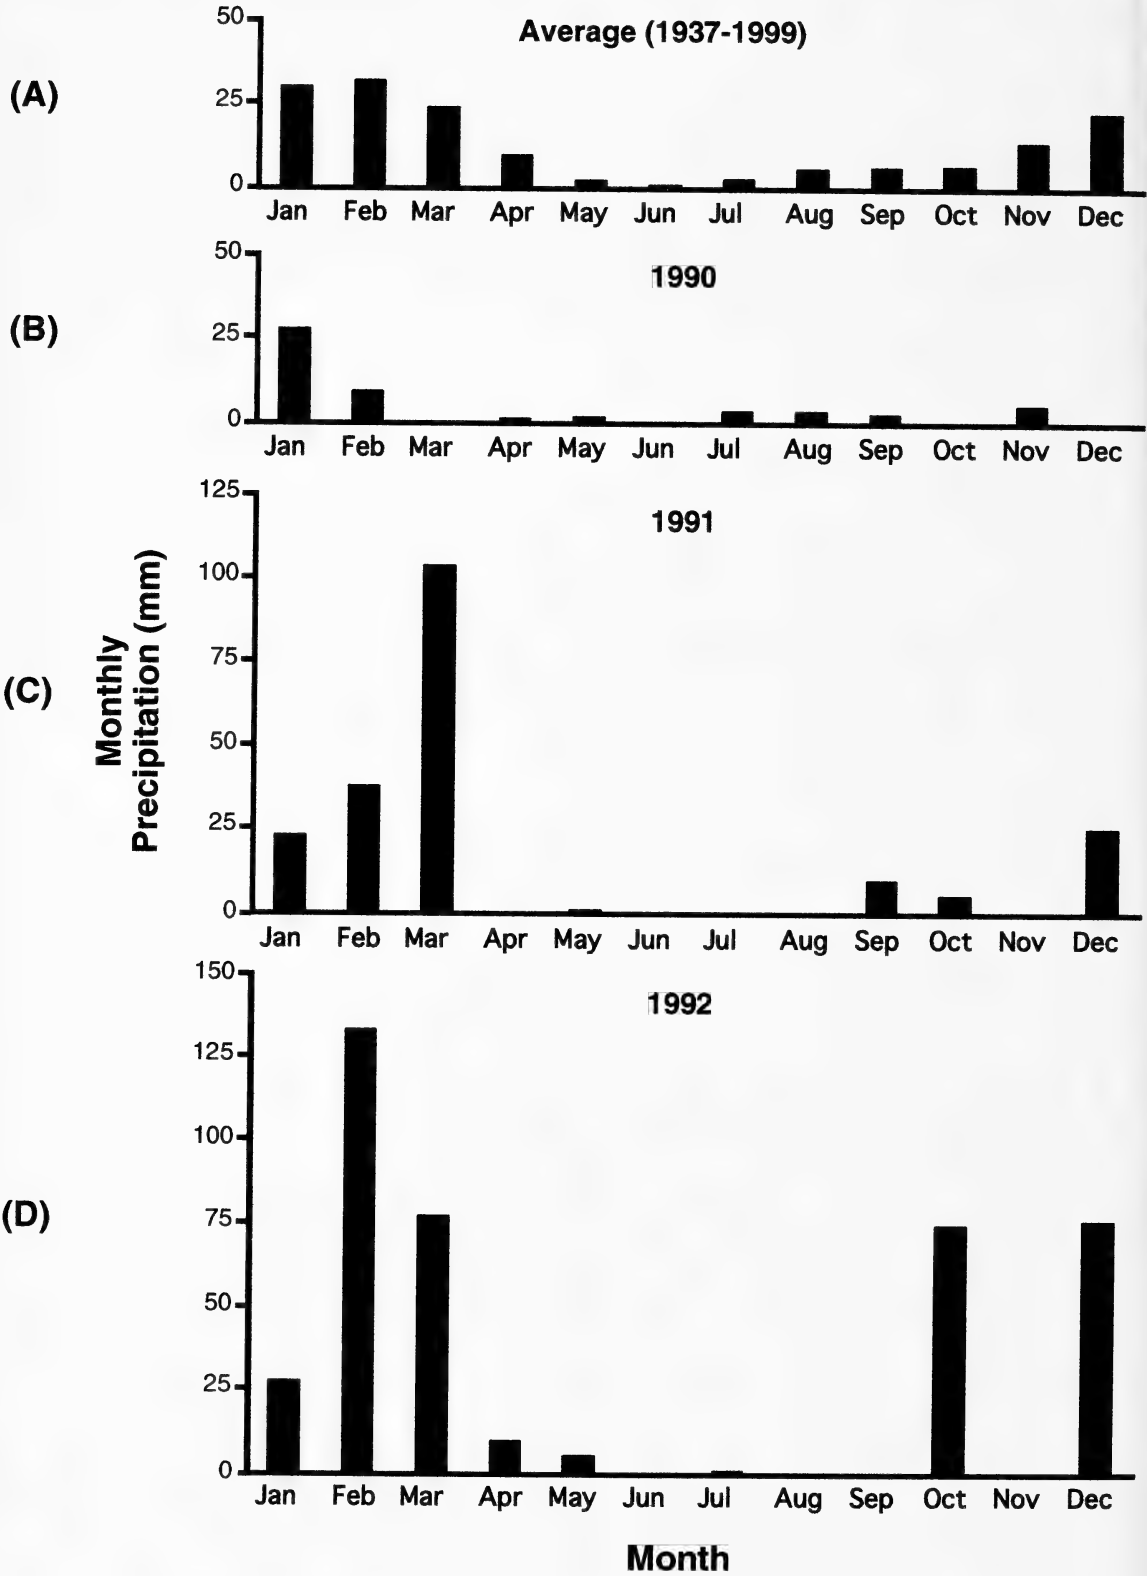 Average (1937-1999)
(A)
50
25
0
Jan Feb Mar Apr May Jun Jul Aug Sep Oct Nov Dec
1990
(B)
50
25
0
Jan Feb Mar Apr May Jun Jul Aug Sep Oct Nov Dec
1991
(C)
125
100
75
50
25
0
Jan Feb Mar Apr May Jun Jul Aug Sep Oct Nov Dec
Monthly
Precipitation (mm)
1992
(D)
150
125
100
75
50
25
0
Jan Feb Mar Apr May Jun Jul Aug Sep Oct Nov Dec
Month